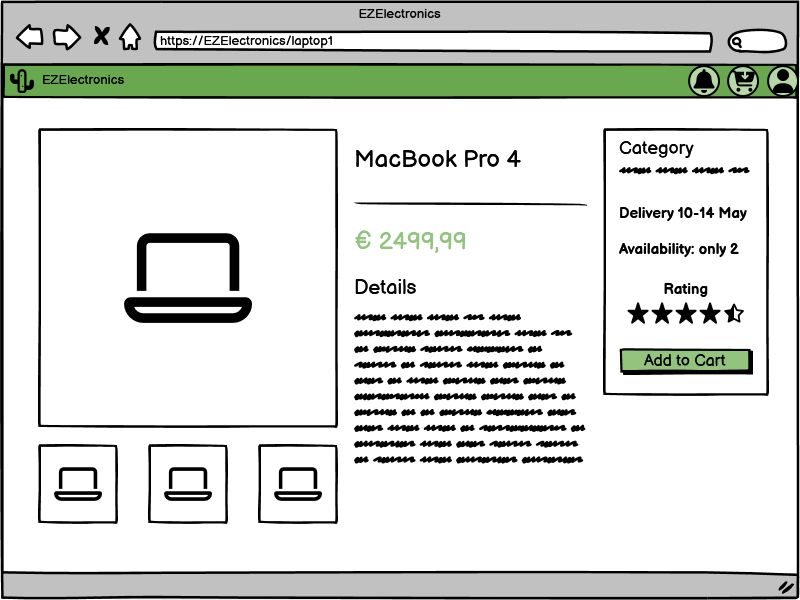 EZElectronics
https://EZElectronics/laptop1
EZElectronics
MacBook Pro 4
€ 2499,99
Details
Category
Delivery 10-14 May
Availability: only 2
Rating
Add to Cart